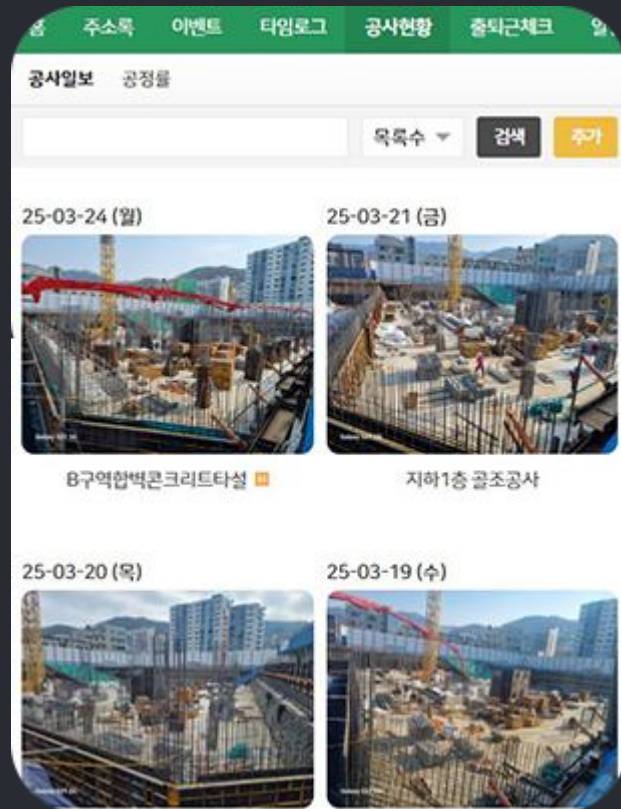 주소록 이벤트 타임로그 공사현황 출퇴근체크
공사일보 공정률
목록수 검색 추가
25-03-24 (월) 25-03-21 (금)
B구역합벽콘크리트타설 지하1층 골조공사
25-03-20 (목) 25-03-19 (수)